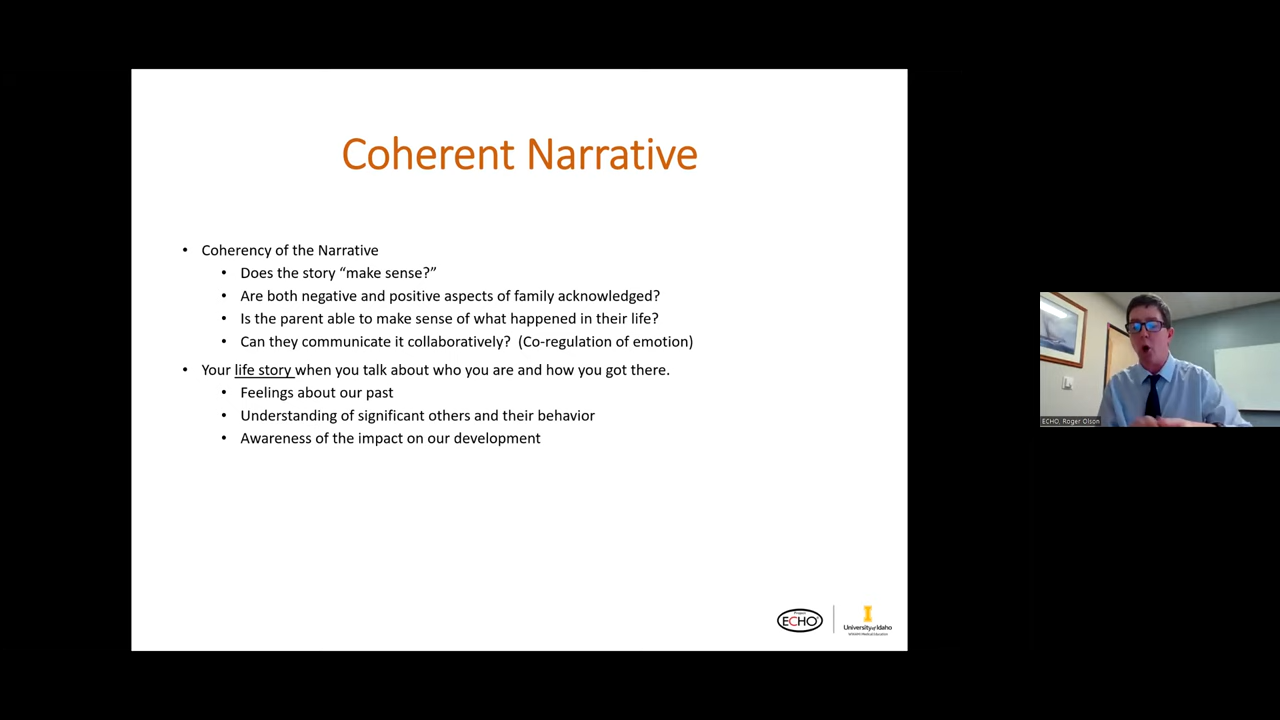 Coherent Narrative
• Coherency of the Narrative
• Does the story “make sense?”
• Are both negative and positive aspects of family acknowledged?
• Is the parent able to make sense of what happened in their life?
• Can they communicate it collaboratively?  (Co-regulation of emotion)
• Your life story when you talk about who you are and how you got there.
• Feelings about our past
• Understanding of significant others and their behavior
• Awareness of the impact on our development
ECHO, Roger Olson
Project
ECHO
University of Idaho
WWAMI Medical Education